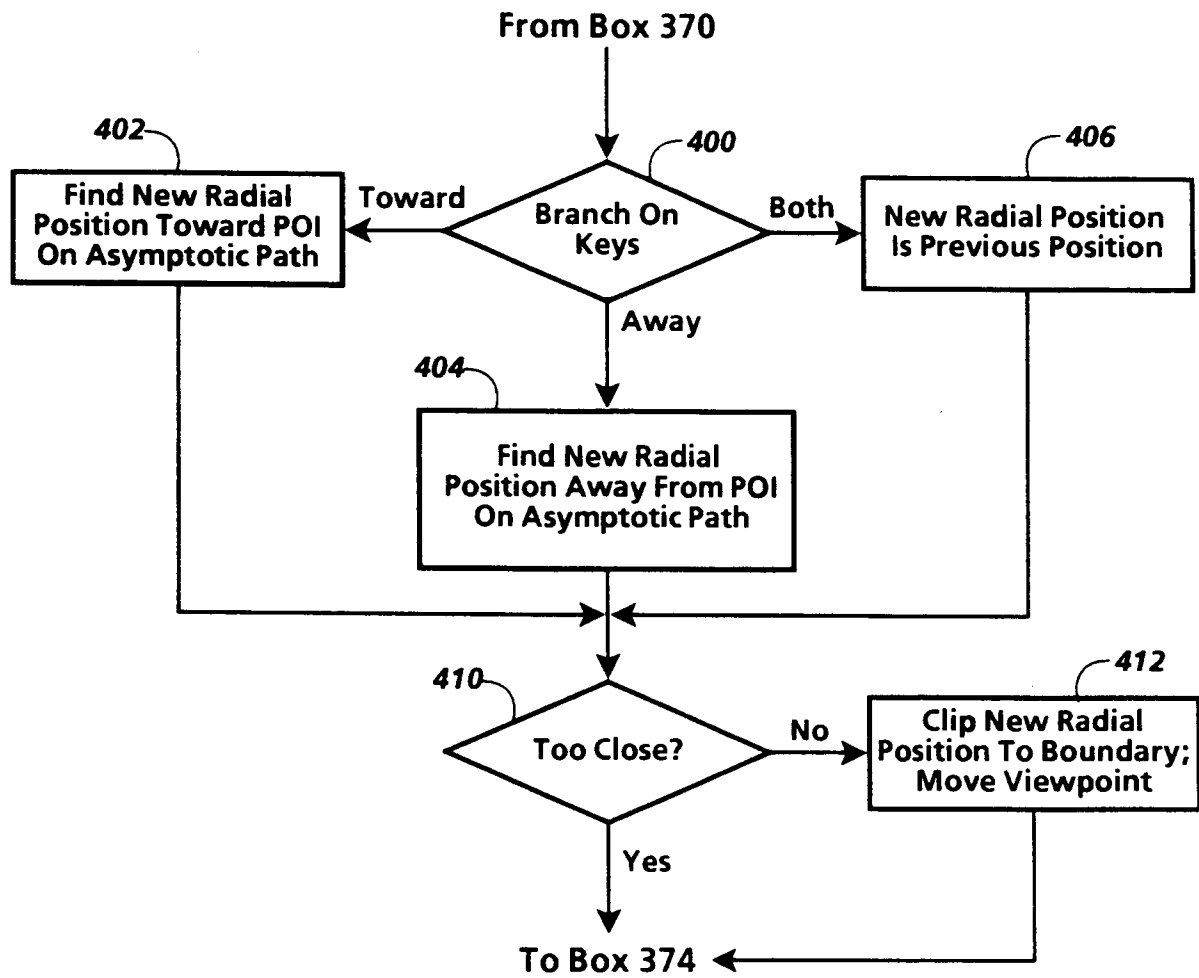 From Box 370
402
400
406
Find New Radial
Position Toward POI
On Asymptotic Path
Toward
Branch On
Keys
Both
New Radial Position
Is Previous Position
Away
404
Find New Radial
Position Away From POI
On Asymptotic Path
410
412
Too Close?
No
Clip New Radial
Position To Boundary;
Move Viewpoint
Yes
To Box 374